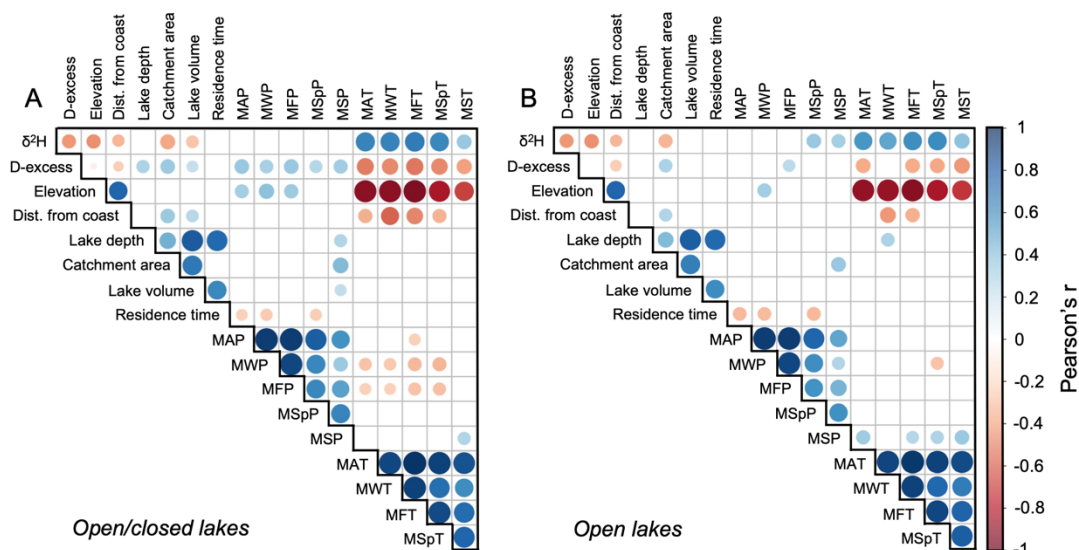 A
D-excess
Elevation
Dist. from coast
Lake depth
Catchment area
Lake volume
Residence time
MAP
MWP
MFP
MSpP
MSP
MAT
MWT
MFT
MSpT
MST
δ²H
D-excess
Elevation
Dist. from coast
Lake depth
Catchment area
Lake volume
Residence time
MAP
MWP
MFP
MSpP
MSP
MAT
MWT
MFT
MSpT
Open/closed lakes
B
D-excess
Elevation
Dist. from coast
Lake depth
Catchment area
Lake volume
Residence time
MAP
MWP
MFP
MSpP
MSP
MAT
MWT
MFT
MSpT
MST
δ²H
D-excess
Elevation
Dist. from coast
Lake depth
Catchment area
Lake volume
Residence time
MAP
MWP
MFP
MSpP
MSP
MAT
MWT
MFT
MSpT
Open lakes
1
0.8
0.6
0.4
0.2
0
-0.2
-0.4
-0.6
-0.8
-1
Pearson's r